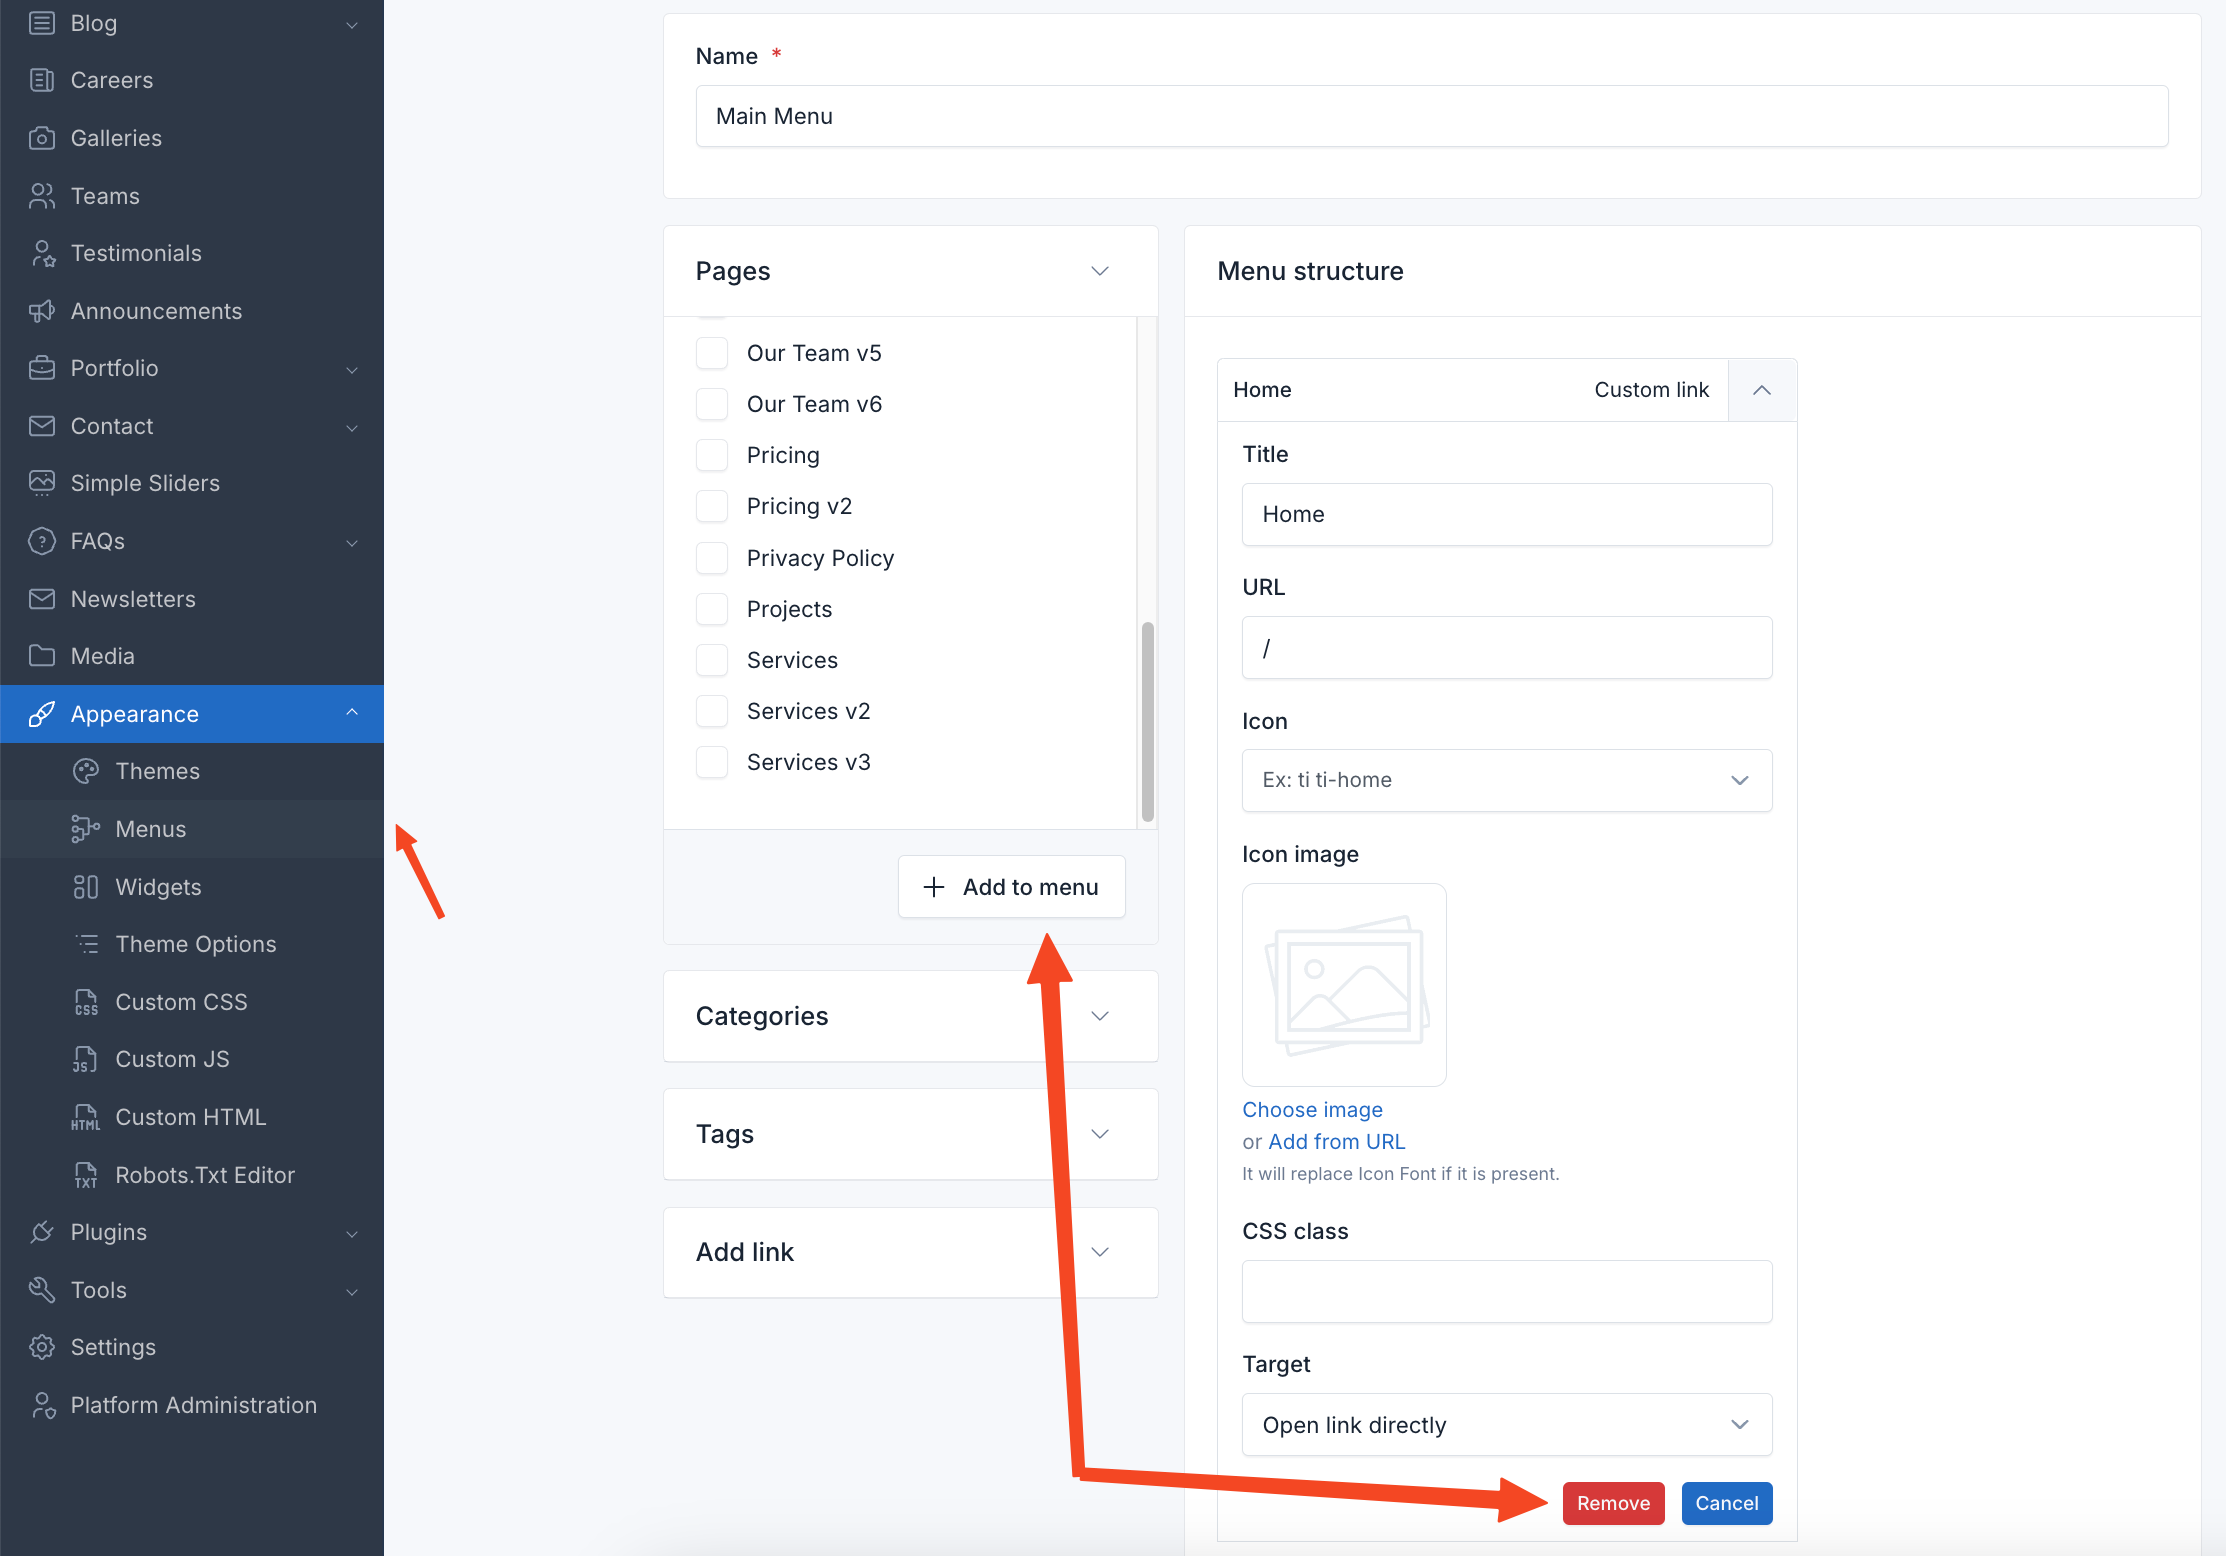 Blog
Careers
Galleries
Teams
Testimonials
Announcements
Portfolio
Contact
Simple Sliders
FAQs
Newsletters
Media
Appearance
Themes
Menus
Widgets
Theme Options
CSS Custom CSS
JS Custom JS
HTML Custom HTML
TXT Robots.Txt Editor
Plugins
Tools
Settings
Platform Administration
Name *
Main Menu
Pages
Our Team v5
Our Team v6
Pricing
Pricing v2
Privacy Policy
Projects
Services
Services v2
Services v3
Add to menu
Categories
Tags
Add link
Menu structure
Home Custom link
Title
Home
URL
/
Icon
Ex: ti ti-home
Icon image
Choose image
or Add from URL
It will replace Icon Font if it is present.
CSS class
Target
Open link directly
Remove Cancel